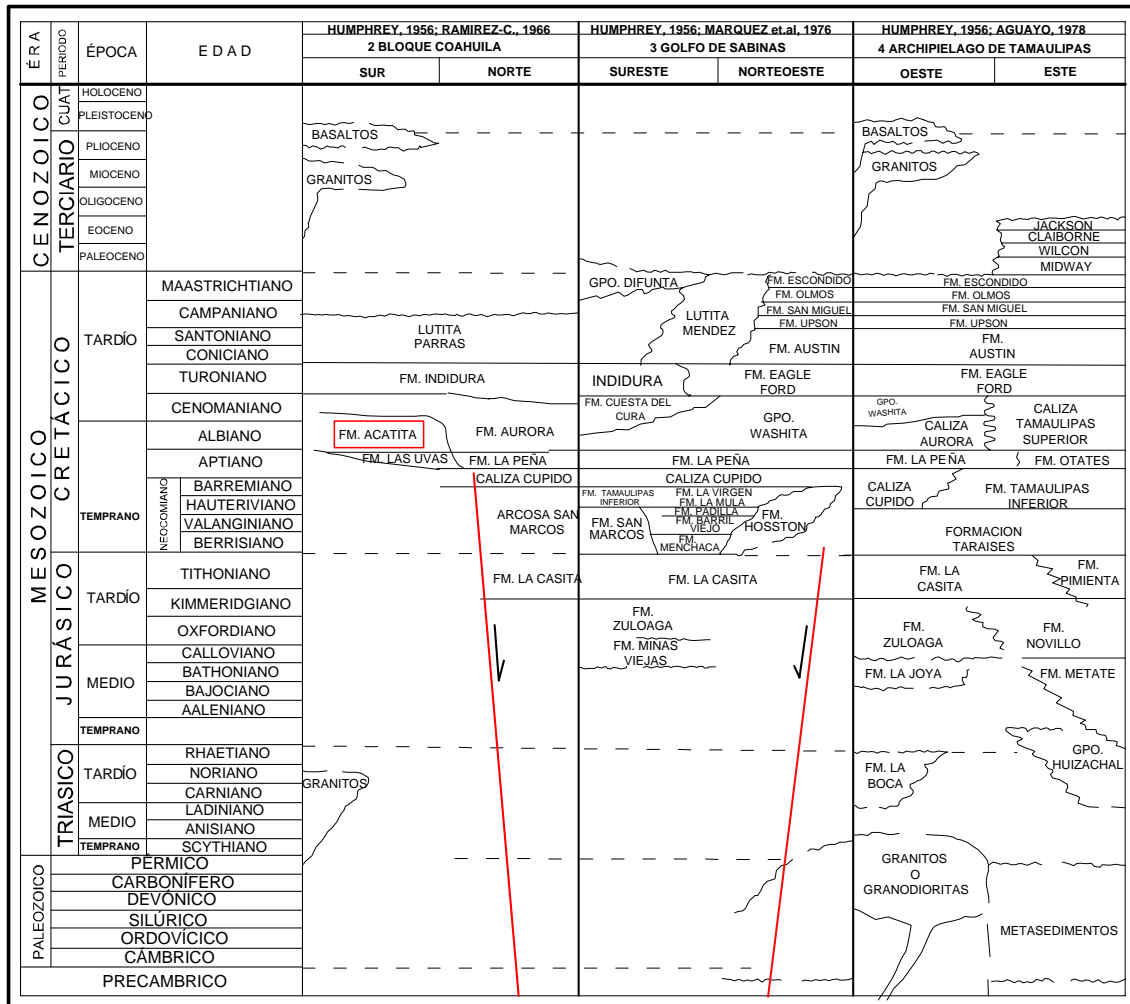 ÉRA
PERIODO
ÉPOCA
E D A D
HUMPHREY, 1956; RAMIREZ-C., 1966
2 BLOQUE COAHUILA
SUR
NORTE
HUMPHREY, 1956; MARQUEZ et.al, 1976
3 GOLFO DE SABINAS
SURESTE
NORTEOESTE
HUMPHREY, 1956; AGUAYO, 1978
4 ARCHIPIELAGO DE TAMAULIPAS
OESTE
ESTE
CENOZOICO
CUAT
TERCIARIO
HOLOCENO
PLEISTOCENO
PLIOCENO
MIOCENO
OLIGOCENO
EOCENO
PALEOCENO
MESOZOICO
CRETÁCICO
TARDÍO
MAASTRICHTIANO
CAMPANIANO
SANTONIANO
CONICIANO
TURONIANO
CENOMANIANO
TEMPRANO
ALBIANO
APTIANO
NEOCOMIANO
BARREMIANO
HAUTERIVIANO
VALANGINIANO
BERRISIANO
JURÁSICO
TARDÍO
TITHONIANO
KIMMERIDGIANO
OXFORDIANO
MEDIO
CALLOVIANO
BATHONIANO
BAJOCIANO
AALENIANO
TEMPRANO
TRIASICO
TARDÍO
RHAETIANO
NORIANO
CARNIANO
MEDIO
LADINIANO
ANISIANO
TEMPRANO
SCYTHIANO
PALEOZOICO
PÉRMICO
CARBONÍFERO
DEVÓNICO
SILÚRICO
ORDOVÍCICO
CÁMBRICO
PRECAMBRICO
BASALTOS
GRANITOS
LUTITA
PARRAS
FM. INDIDURA
FM. ACATITA
FM. AURORA
FM. LAS UVAS
FM. LA PEÑA
CALIZA CUPIDO
ARCOSA SAN
MARCOS
FM. LA CASITA
GRANITOS
GPO. DIFUNTA
LUTITA
MENDEZ
FM. ESCONDIDO
FM. OLMOS
FM. SAN MIGUEL
FM. UPSON
FM. AUSTIN
INDIDURA
FM. EAGLE
FORD
FM. CUESTA DEL
CURA
GPO.
WASHITA
FM. LA PEÑA
CALIZA CUPIDO
FM. TAMAULIPAS
INFERIOR
FM. LA VIRGEN
FM. LA MULA
FM. PADILLA
FM. BARRIL
VIEJO
FM. SAN
MARCOS
FM.
MENCHACA
FM.
HOSSTON
FM. LA CASITA
FM.
ZULOAGA
FM. MINAS
VIEJAS
BASALTOS
GRANITOS
JACKSON
CLAIBORNE
WILCON
MIDWAY
FM. ESCONDIDO
FM. OLMOS
FM. SAN MIGUEL
FM. UPSON
FM.
AUSTIN
FM. EAGLE
FORD
GPO.
WASHITA
CALIZA
AURORA
CALIZA
TAMAULIPAS
SUPERIOR
FM. LA PEÑA
FM. OTATES
CALIZA
CUPIDO
FM. TAMAULIPAS
INFERIOR
FORMACION
TARAISES
FM. LA
CASITA
FM.
PIMIENTA
FM.
ZULOAGA
FM.
NOVILLO
FM. LA JOYA
FM. METATE
FM. LA
BOCA
GPO.
HUIZACHAL
GRANITOS
O
GRANODIORITAS
METASEDIMENTOS